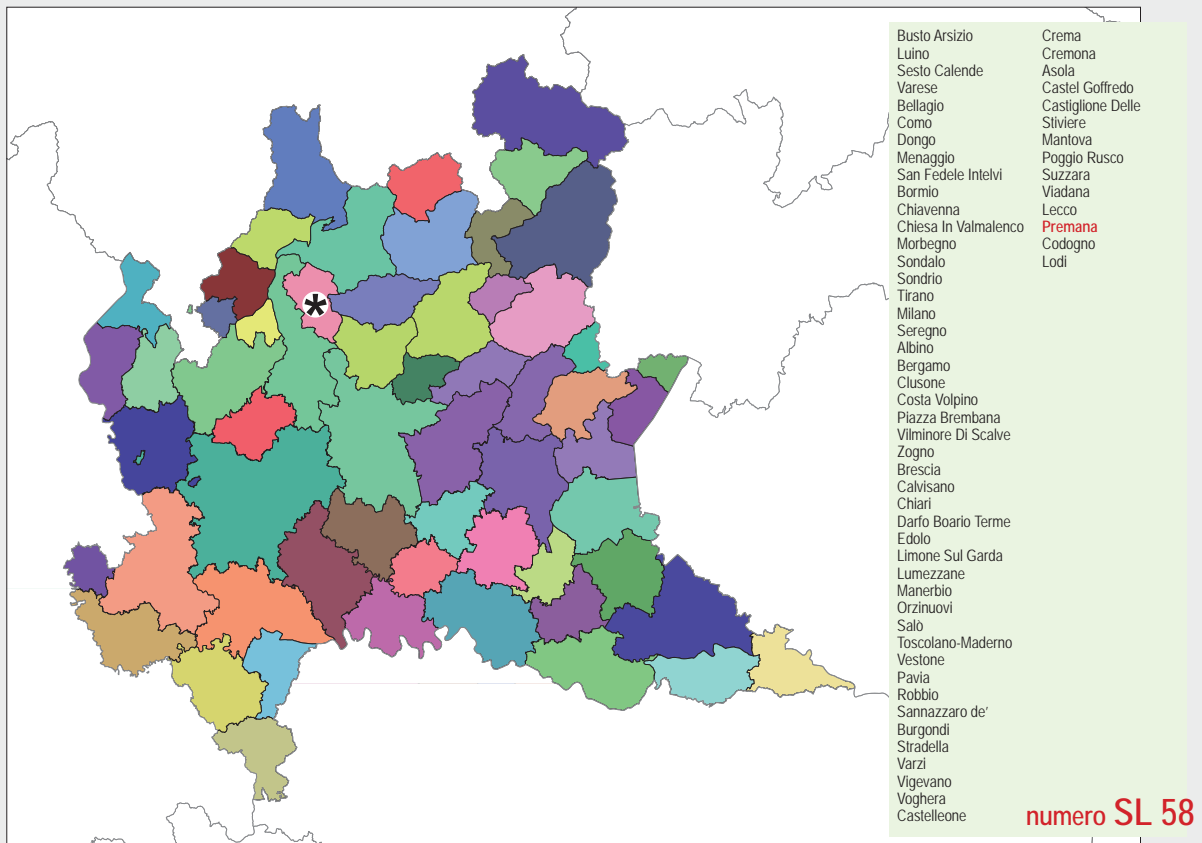 Busto Arsizio
Luino
Sesto Calende
Varese
Bellagio
Como
Dongo
Menaggio
San Fedele Intelvi
Bormio
Chiavenna
Chiesa In Valmalenco
Morbegno
Sondalo
Sondrio
Tirano
Milano
Seregno
Albino
Bergamo
Clusone
Costa Volpino
Piazza Brembana
Vilminore Di Scalve
Zogno
Brescia
Calvisano
Chiari
Darfo Boario Terme
Edolo
Limone Sul Garda
Lumezzane
Manerbio
Orzinuovi
Salò
Toscolano-Maderno
Vestone
Pavia
Robbio
Sannazzaro de'
Burgondi
Stradella
Varzi
Vigevano
Voghera
Castelleone
Crema
Cremona
Asola
Castel Goffredo
Castiglione Delle
Stiviere
Mantova
Poggio Rusco
Suzzara
Viadana
Lecco
Premana
Codogno
Lodi
numero SL 58
*